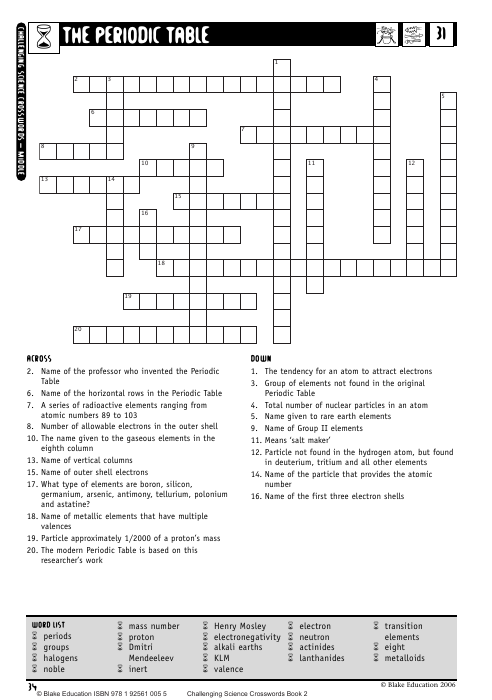 THE PERIODIC TABLE
31
CHALLENGING SCIENCE CROSSWORDS – MIDDLE
1
2
3
4
5
6
7
8
9
10
11
12
13
14
15
16
17
18
19
20
ACROSS
2. Name of the professor who invented the Periodic
Table
6. Name of the horizontal rows in the Periodic Table
7. A series of radioactive elements ranging from
atomic numbers 89 to 103
8. Number of allowable electrons in the outer shell
10. The name given to the gaseous elements in the
eighth column
13. Name of vertical columns
15. Name of outer shell electrons
17. What type of elements are boron, silicon,
germanium, arsenic, antimony, tellurium, polonium
and astatine?
18. Name of metallic elements that have multiple
valences
19. Particle approximately 1/2000 of a proton's mass
20. The modern Periodic Table is based on this
researcher's work
DOWN
1. The tendency for an atom to attract electrons
3. Group of elements not found in the original
Periodic Table
4. Total number of nuclear particles in an atom
5. Name given to rare earth elements
9. Name of Group II elements
11. Means 'salt maker'
12. Particle not found in the hydrogen atom, but found
in deuterium, tritium and all other elements
14. Name of the particle that provides the atomic
number
16. Name of the first three electron shells
WORD LIST
periods
groups
halogens
noble
mass number
proton
Dmitri
Mendeleev
inert
Henry Mosley
electronegativity
alkali earths
KLM
valence
electron
neutron
actinides
lanthanides
transition
elements
eight
metalloids
34
© Blake Education 2006
© Blake Education ISBN 978 1 92561 005 5 Challenging Science Crosswords Book 2